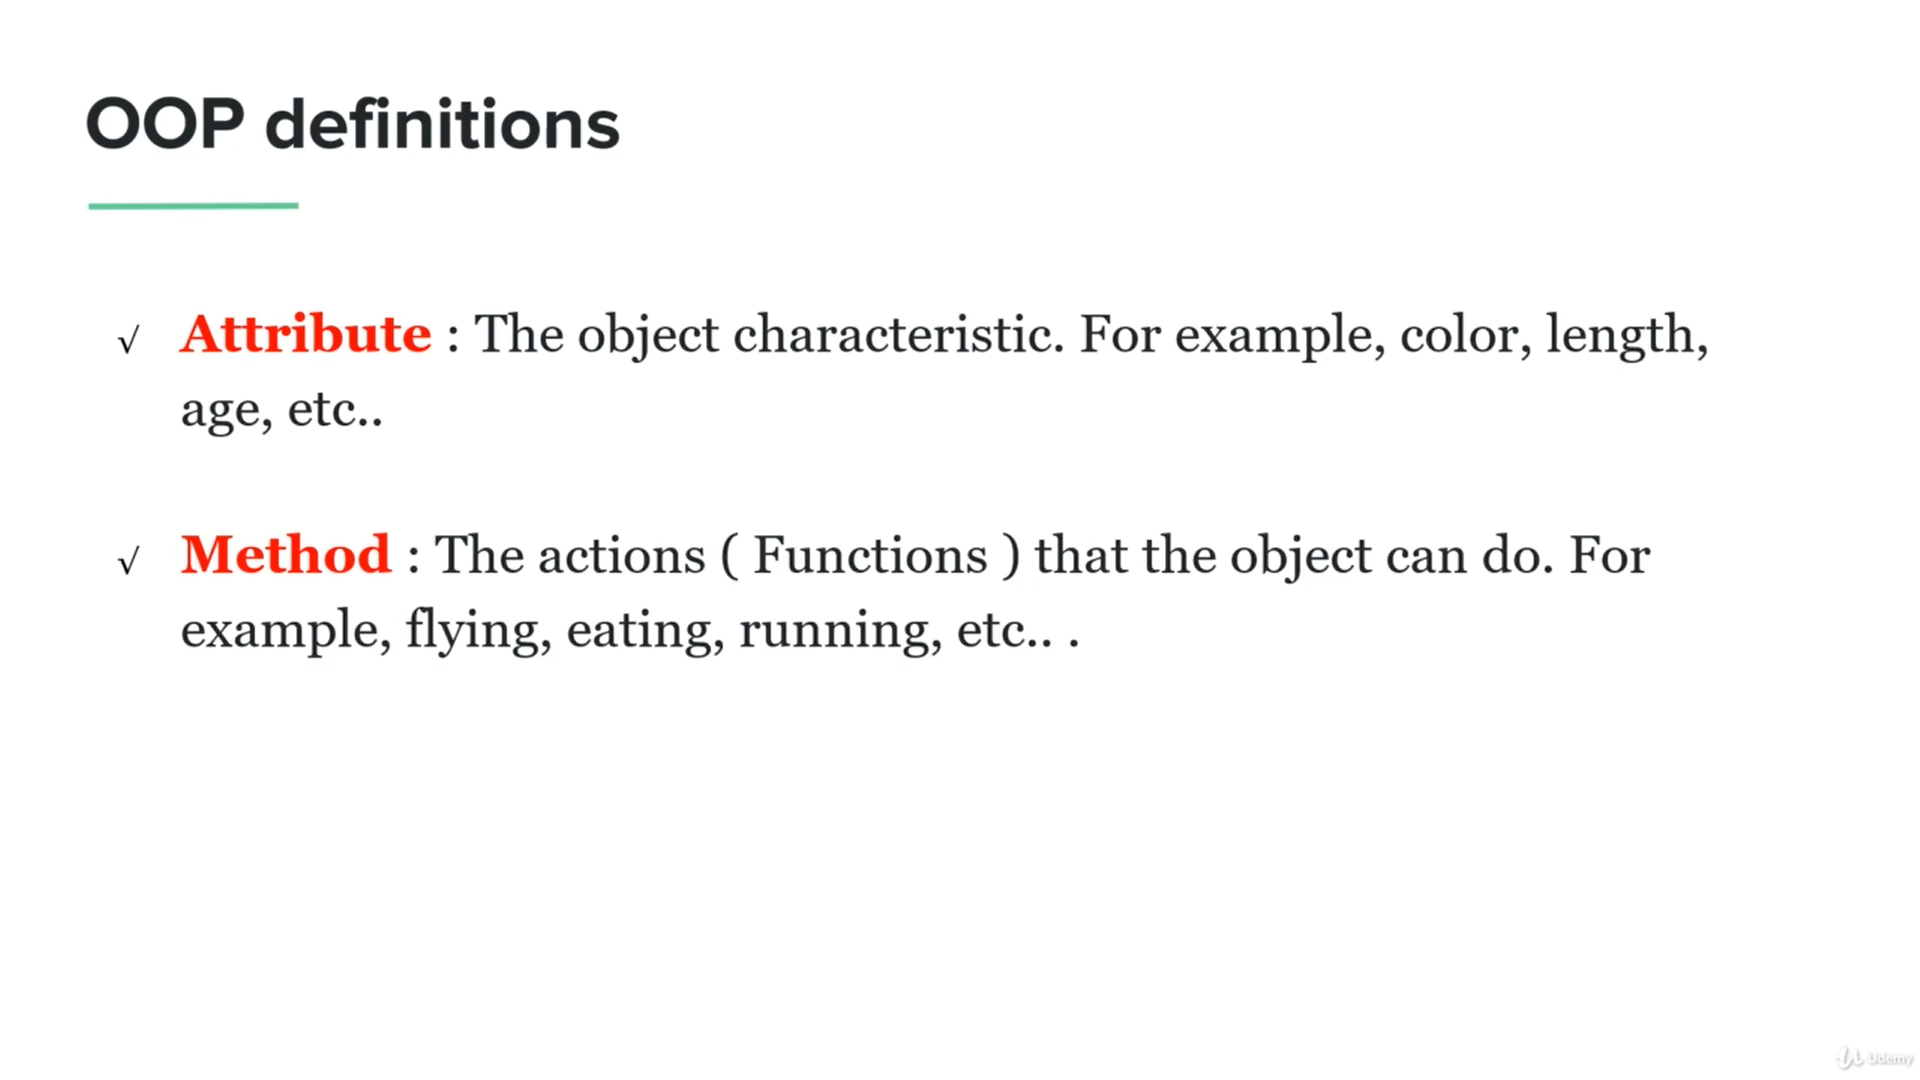 OOP definitions
√ Attribute : The object characteristic. For example, color, length,
age, etc..
√ Method : The actions ( Functions ) that the object can do. For
example, flying, eating, running, etc.. .
Udemy